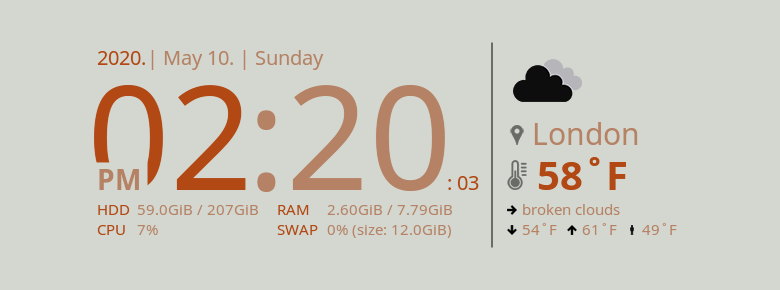 2020.| May 10. | Sunday
02:20
PM
: 03
HDD 59.0GiB / 207GiB RAM 2.60GiB / 7.79GiB
CPU 7% SWAP 0% (size: 12.0GiB)
London
58°F
broken clouds
54°F 61°F 49°F